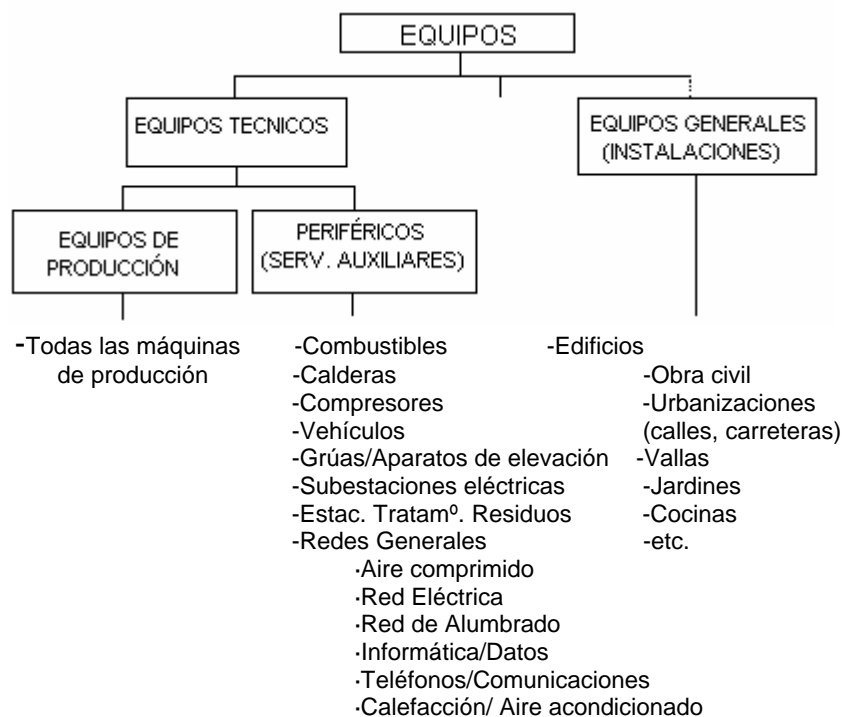 EQUIPOS
EQUIPOS TECNICOS
EQUIPOS GENERALES
(INSTALACIONES)
EQUIPOS DE
PRODUCCIÓN
PERIFÉRICOS
(SERV. AUXILIARES)
-Todas las máquinas
de producción
-Combustibles
-Calderas
-Compresores
-Vehículos
-Grúas/Aparatos de elevación
-Subestaciones eléctricas
-Estac. Tratamº. Residuos
-Redes Generales
·Aire comprimido
·Red Eléctrica
·Red de Alumbrado
·Informática/Datos
·Teléfonos/Comunicaciones
·Calefacción/ Aire acondicionado
-Edificios
-Obra civil
-Urbanizaciones
(calles, carreteras)
-Vallas
-Jardines
-Cocinas
-etc.